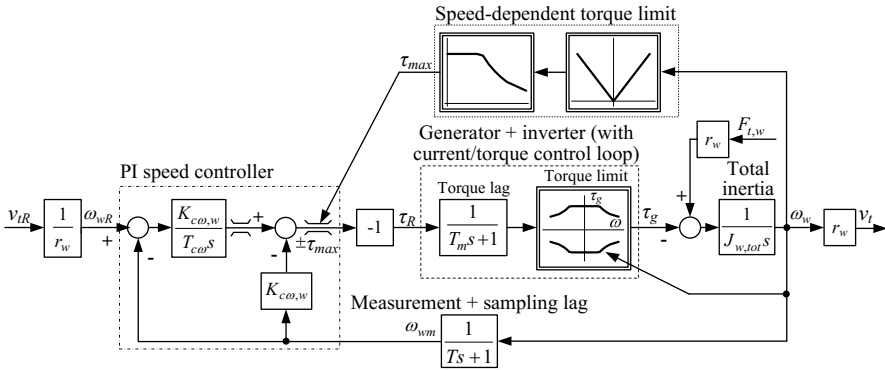 Speed-dependent torque limit
τmax
Generator + inverter (with
current/torque control loop)
rw
Ft,w
PI speed controller
Torque lag
Torque limit
Total
inertia
vtR
1
rw
ωwR
+
-
Kcω,w
Tcωs
+
-
±τmax
-1
τR
1
Tms+1
τg
ω
τg
+
-
1
Jw,tots
ωw
rw
vt
Kcω,w
Measurement + sampling lag
ωwm
1
Ts+1